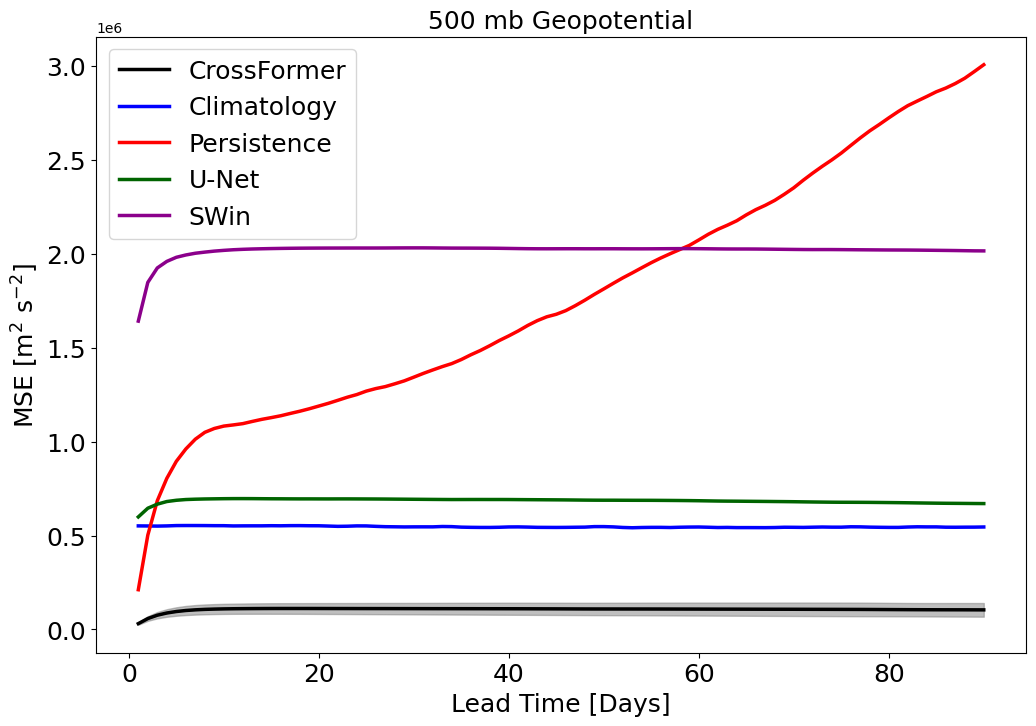 500 mb Geopotential
1e6
CrossFormer
Climatology
Persistence
U-Net
SWin
3.0
2.5
2.0
1.5
1.0
0.5
0.0
MSE [m² s⁻²]
0 20 40 60 80
Lead Time [Days]